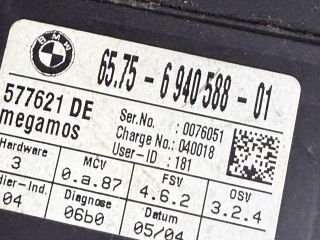 BMW
65.75 - 6 940 588 - 01
577621 DE
megamos
Ser.No. : 0076051
Charge No.: 040018
User-ID : 181
Hardware
3
MCV
0.a.87
FSV
4.6.2
OSV
3.2.4
dier-Ind.
04
Diagnose
06b0
Datum
05/04